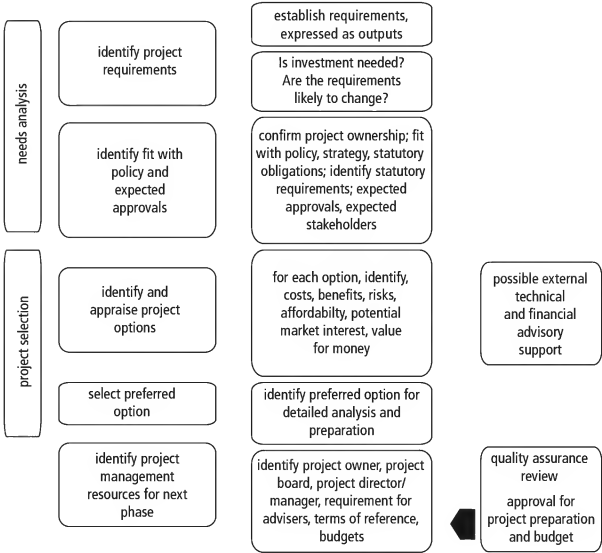 needs analysis
identify project
requirements
establish requirements,
expressed as outputs
Is investment needed?
Are the requirements
likely to change?
identify fit with
policy and
expected
approvals
confirm project ownership; fit
with policy, strategy, statutory
obligations; identify statutory
requirements; expected
approvals, expected
stakeholders
project selection
identify and
appraise project
options
for each option, identify,
costs, benefits, risks,
affordabilty, potential
market interest, value
for money
possible external
technical
and financial
advisory
support
select preferred
option
identify preferred option for
detailed analysis and
preparation
identify project
management
resources for next
phase
identify project owner, project
board, project director/
manager, requirement for
advisers, terms of reference,
budgets
quality assurance
review
approval for
project preparation
and budget